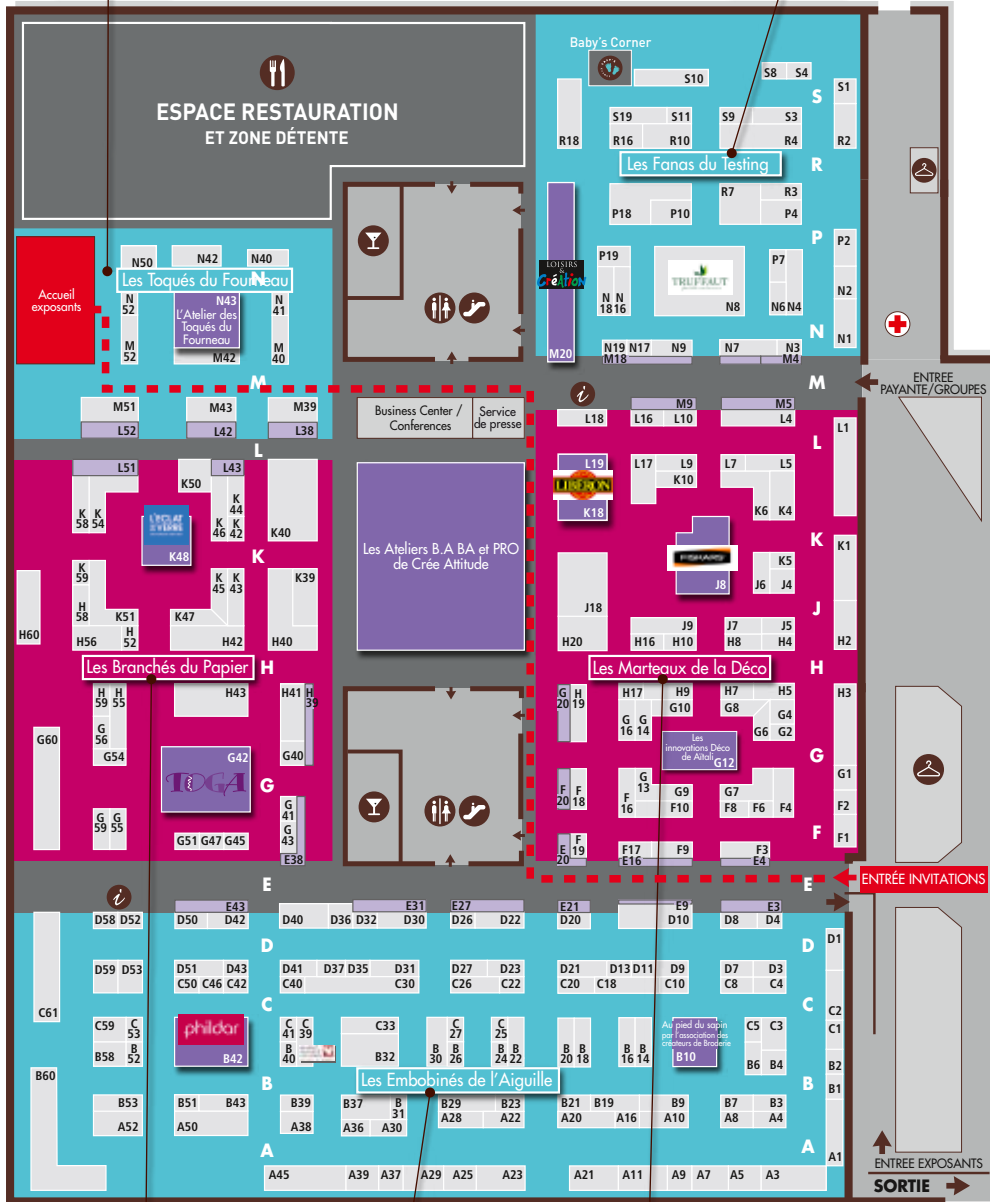 Baby's Corner
ESPACE RESTAURATION
ET ZONE DÉTENTE
S10
S8 S4
S
S1
R2
R18
S19 S11
R16 R10
S9 S3
R4
Les Fanas du Testing
R
P18 P10
R7 R3
P4
P
P2
N2
N1
P19
N 18 N 16
LOISIRS
&
CRéAtION
M20
TRUFFAUT
N8
P7
N6 N4
N
N19 N17 N9
M18
N7 N3
M4
Accueil
exposants
N50 N42 N40
Les Toqués du Fourneau
N
N 52
M 52
N43
L'Atelier des
Toqués du
Fourneau
M42
N 41
M 40
M
M51 M43 M39
L52 L42 L38
L
Business Center /
Conferences
Service
de presse
M
ENTREE
PAYANTE/GROUPES
L18
M9
L16 L10
M5
L4
L
L1
L19
LIBÉRON
K18
L17 L9
K10
L7 L5
K6 K4
K
FISKARS
J8
K5
J6 J4
K1
J
H2
J18
H20
J9
H16 H10
J7 J5
H8 H4
Les Ateliers B.A BA et PRO
de Crée Attitude
L51
K 58 K 54
K50
L43
K 44
K 46 K 42
K40
L'ECLAT
DE VERRE
K48
K
K 59
H 58
K51
H56 H 52
K 45 K 43
K47
H42
K39
H40
H60
Les Branchés du Papier
H
Les Marteaux de la Déco
H
H 59 H 55
G 56
G54
H43
H41 H 39
G40
G60
G42
TOGA
G
G 59 G 55
G51 G47 G45
G 41
G 43
E38
G 20 H 19
H17 H9
G 16 G 14
G10
H7 H5
G8
G4
G6 G2
H3
Les
innovations Déco
de Aïtali
G12
G
F 20 F 18
F 16 G 13
G9
F10
G7
F8 F6 F4
G1
F2
F1
F
E 20 F 19
F17 F9
E16
F3
E4
E
E
ENTRÉE INVITATIONS
E43
D58 D52
D50 D42
D40 D36
E31
D32 D30
E27
D26 D22
E21
D20
E9
D10
E3
D8 D4
D
D
D1
D59 D53
D51 D43
C50 C46 C42
D41 D37 D35 D31
C40 C30
D27 D23
C26 C22
D21 D13 D11 D9
C20 C18 C10
D7 D3
C8 C4
C61
C
C
C2
C1
C59 C 53
B58 B 52
phildar
B42
C 41 C 39
B 40
C33
B32
C 27
B 30 B 26
C 25
B 24 B 22
B 20 B 18
B 16 B 14
Au pied du sapin
par l'association des
créateurs de Broderie
B10
C5 C3
B6 B4
B2
B1
B60
Les Embobinés de l'Aiguille
B
B
B53
A52
B51 B43
A50
B39
A38
B37 B 31
A36 A30
B29 B23
A28 A22
B21 B19 B9
A20 A16 A10
B7 B3
A8 A4
A
A
A1
A45 A39 A37 A29 A25 A23
A21 A11 A9 A7 A5 A3
ENTREE EXPOSANTS
SORTIE